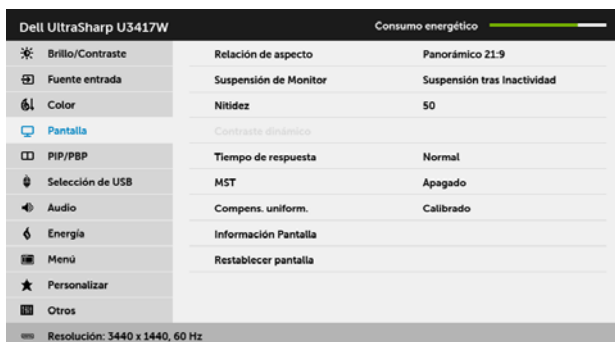 Dell UltraSharp U3417W Consumo energético
Brillo/Contraste Relación de aspecto Panorámico 21:9
Fuente entrada Suspensión de Monitor Suspensión tras Inactividad
Color Nitidez 50
Pantalla Contraste dinámico
PIP/PBP Tiempo de respuesta Normal
Selección de USB MST Apagado
Audio Compens. uniform. Calibrado
Energía Información Pantalla
Menú Restablecer pantalla
Personalizar
Otros
Resolución: 3440 x 1440, 60 Hz